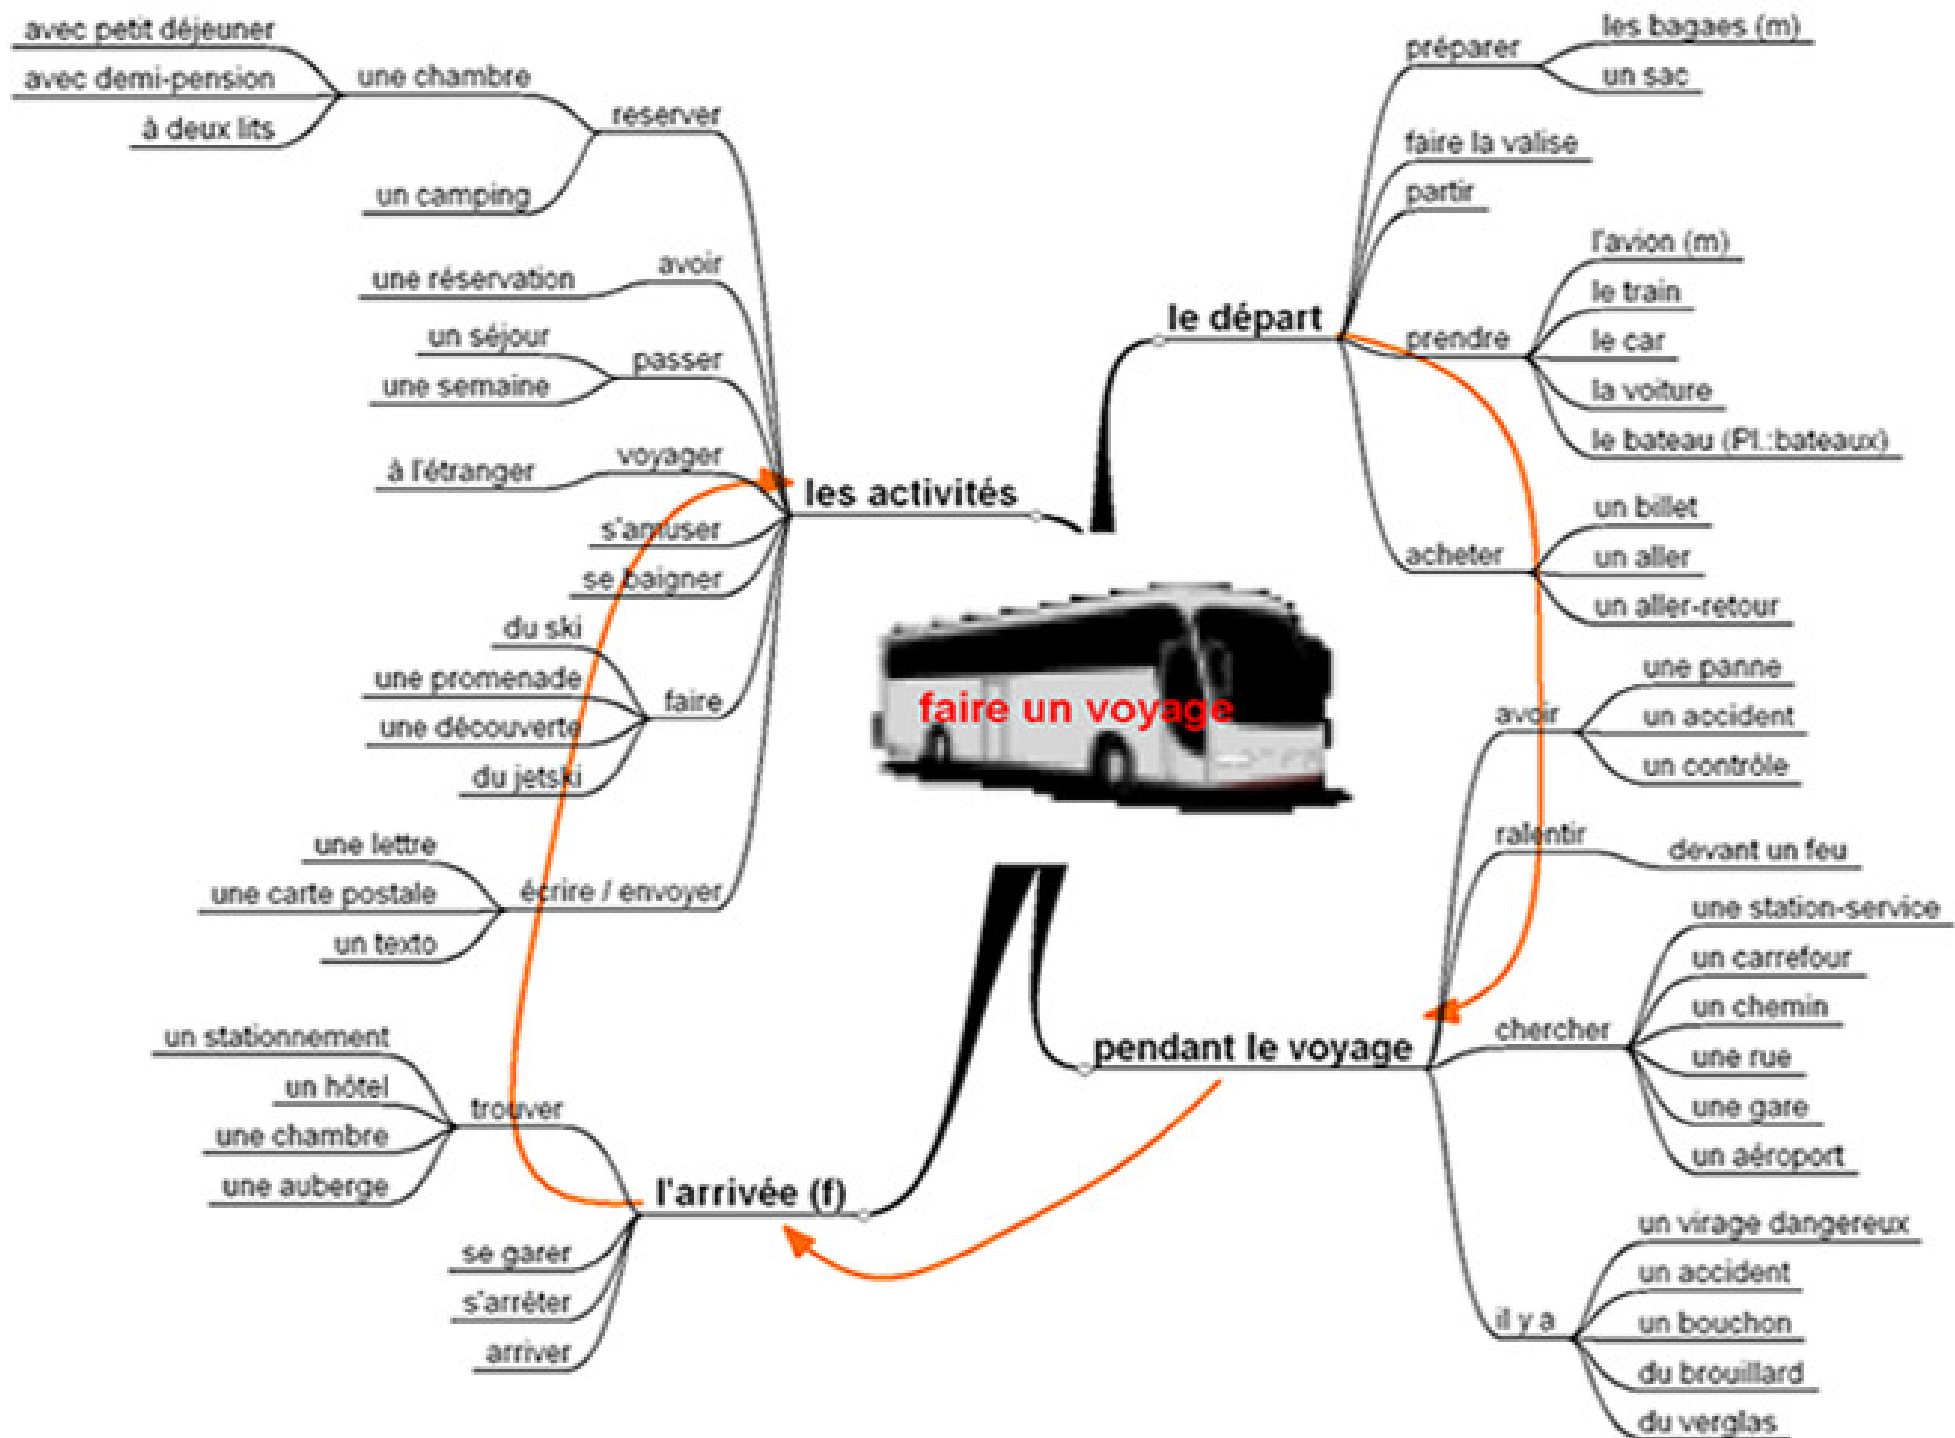 faire un voyage
le départ
préparer
les bagaes (m)
un sac
faire la valise
partir
prendre
l'avion (m)
le train
le car
la voiture
le bateau (Pl.:bateaux)
acheter
un billet
un aller
un aller-retour
pendant le voyage
avoir
une panne
un accident
un contrôle
ralentir
devant un feu
chercher
une station-service
un carrefour
un chemin
une rue
une gare
un aéroport
il y a
un virage dangereux
un accident
un bouchon
du brouillard
du verglas
l'arrivée (f)
trouver
un stationnement
un hôtel
une chambre
une auberge
se garer
s'arrêter
arriver
les activités
réserver
une chambre
avec petit déjeuner
avec demi-pension
à deux lits
un camping
avoir
une réservation
passer
un séjour
une semaine
voyager
à l'étranger
s'amuser
se baigner
faire
du ski
une promenade
une découverte
du jetski
écrire / envoyer
une lettre
une carte postale
un texto